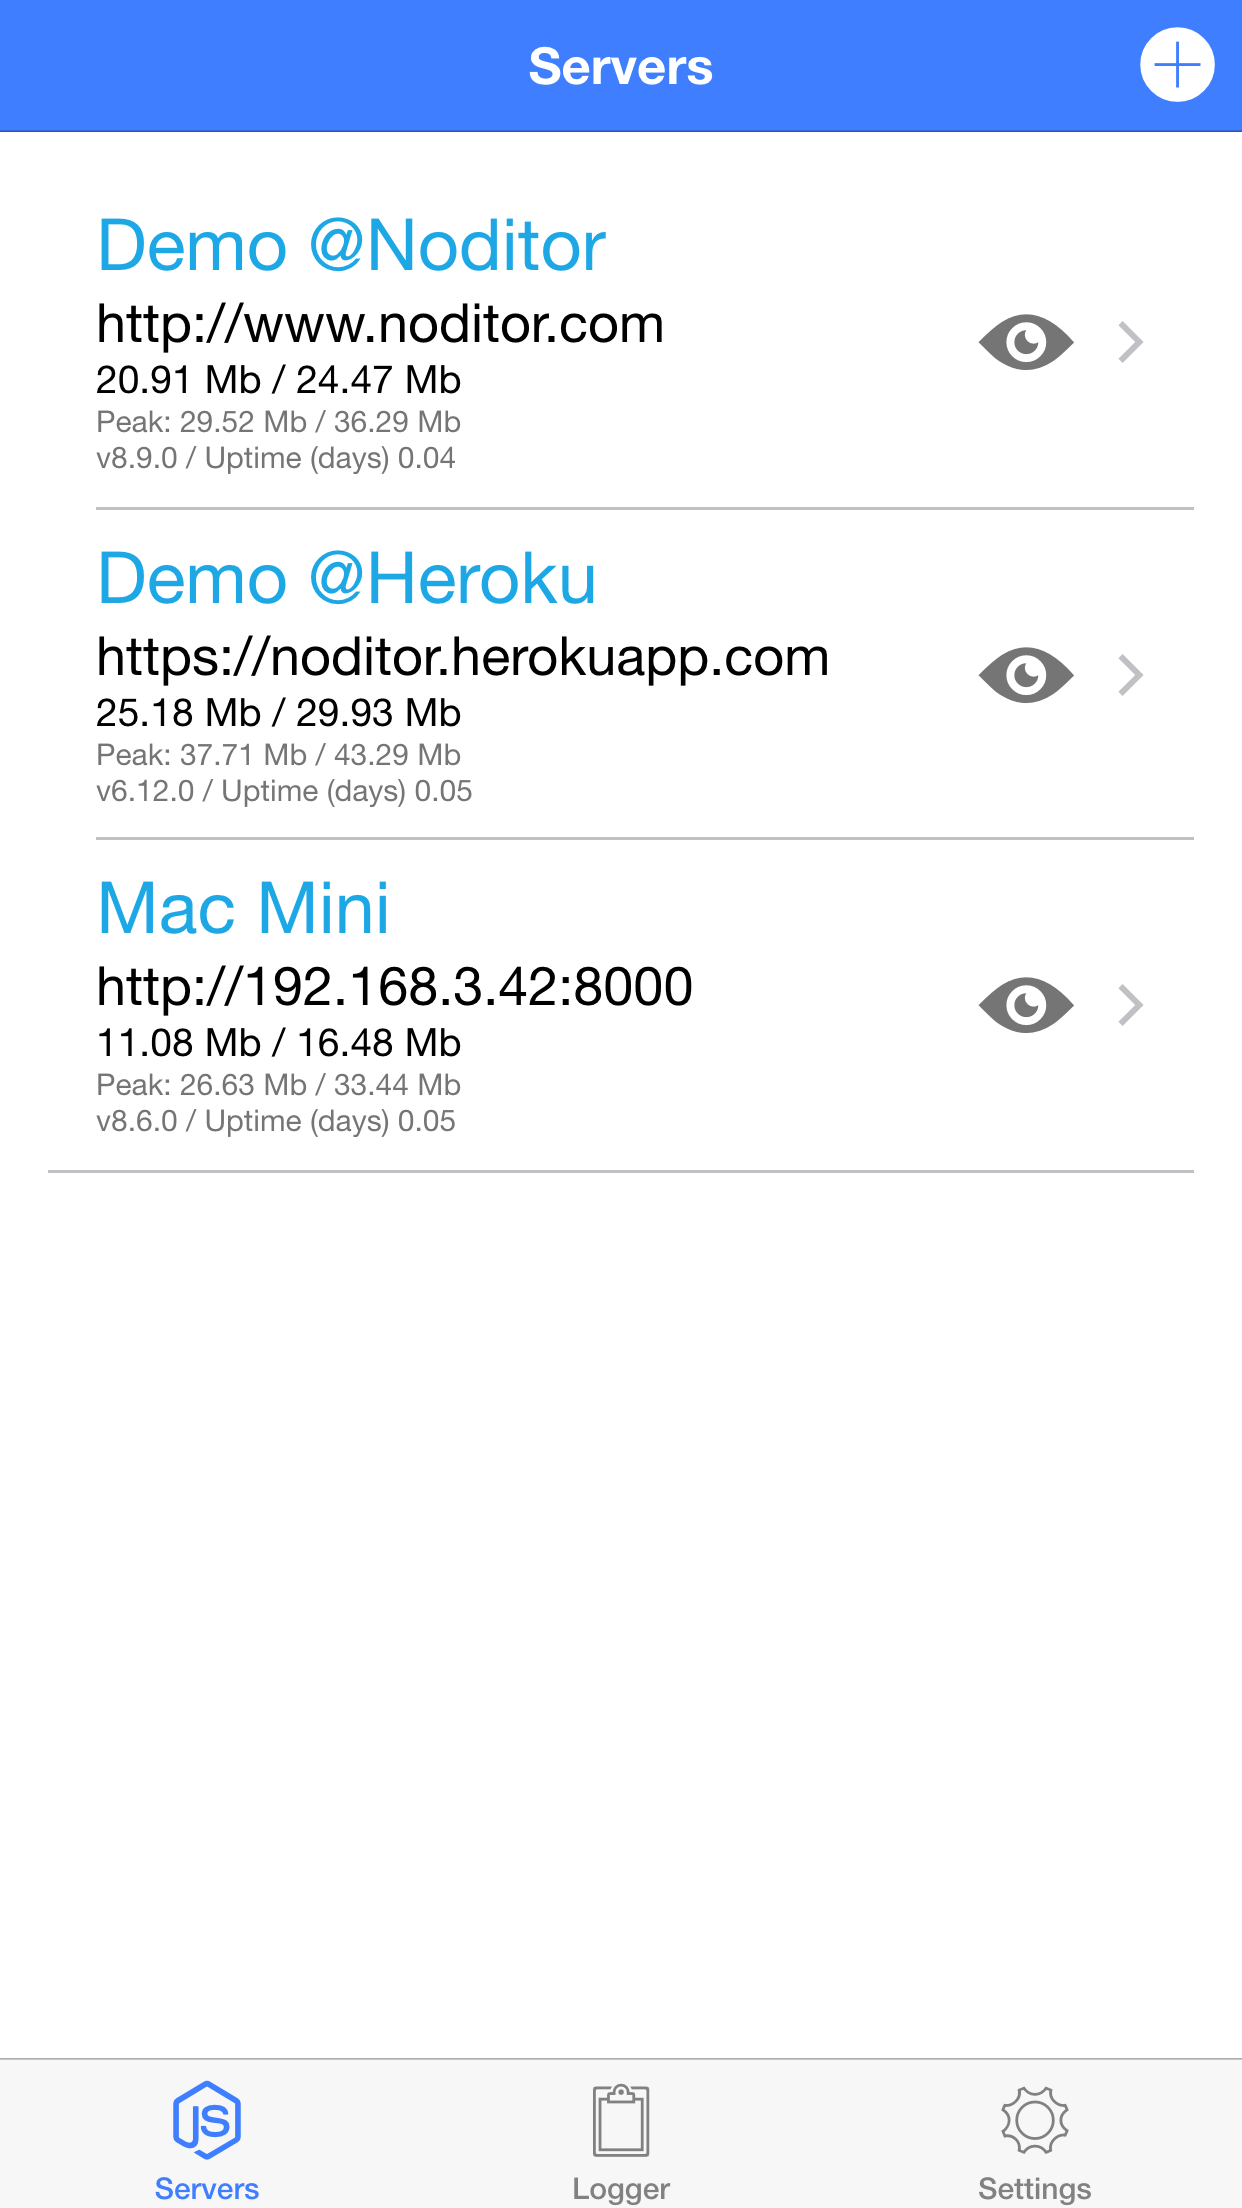 Servers
Demo @Noditor
http://www.noditor.com
20.91 Mb / 24.47 Mb
Peak: 29.52 Mb / 36.29 Mb
v8.9.0 / Uptime (days) 0.04
Demo @Heroku
https://noditor.herokuapp.com
25.18 Mb / 29.93 Mb
Peak: 37.71 Mb / 43.29 Mb
v6.12.0 / Uptime (days) 0.05
Mac Mini
http://192.168.3.42:8000
11.08 Mb / 16.48 Mb
Peak: 26.63 Mb / 33.44 Mb
v8.6.0 / Uptime (days) 0.05
JS
Servers
Logger
Settings